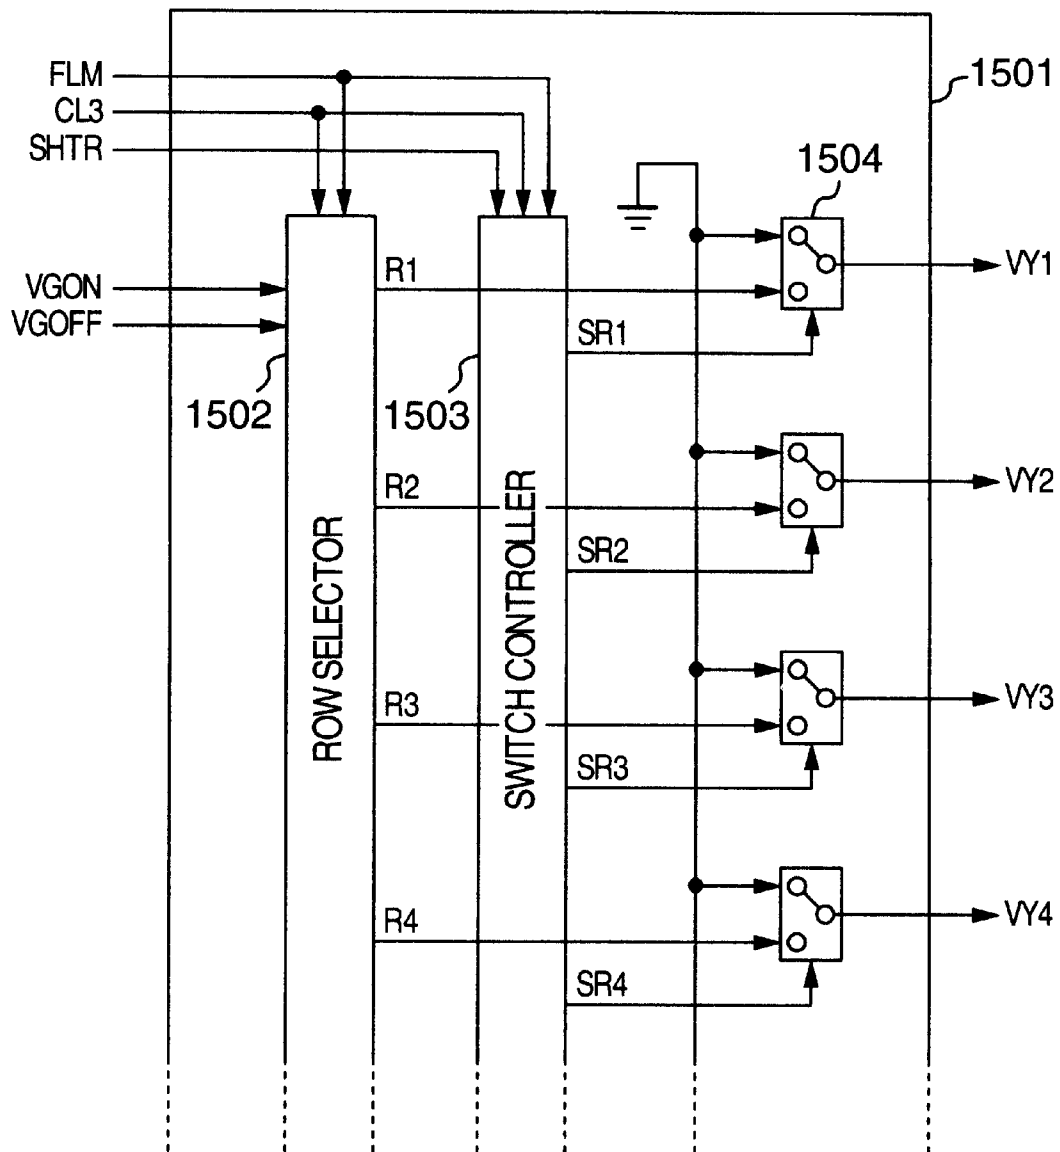 FLM
1501
CL3
SHTR
1504
R1
VY1
VGON
VGOFF
SR1
1502
1503
R2
VY2
SR2
ROW SELECTOR
SWITCH CONTROLLER
R3
VY3
SR3
R4
VY4
SR4